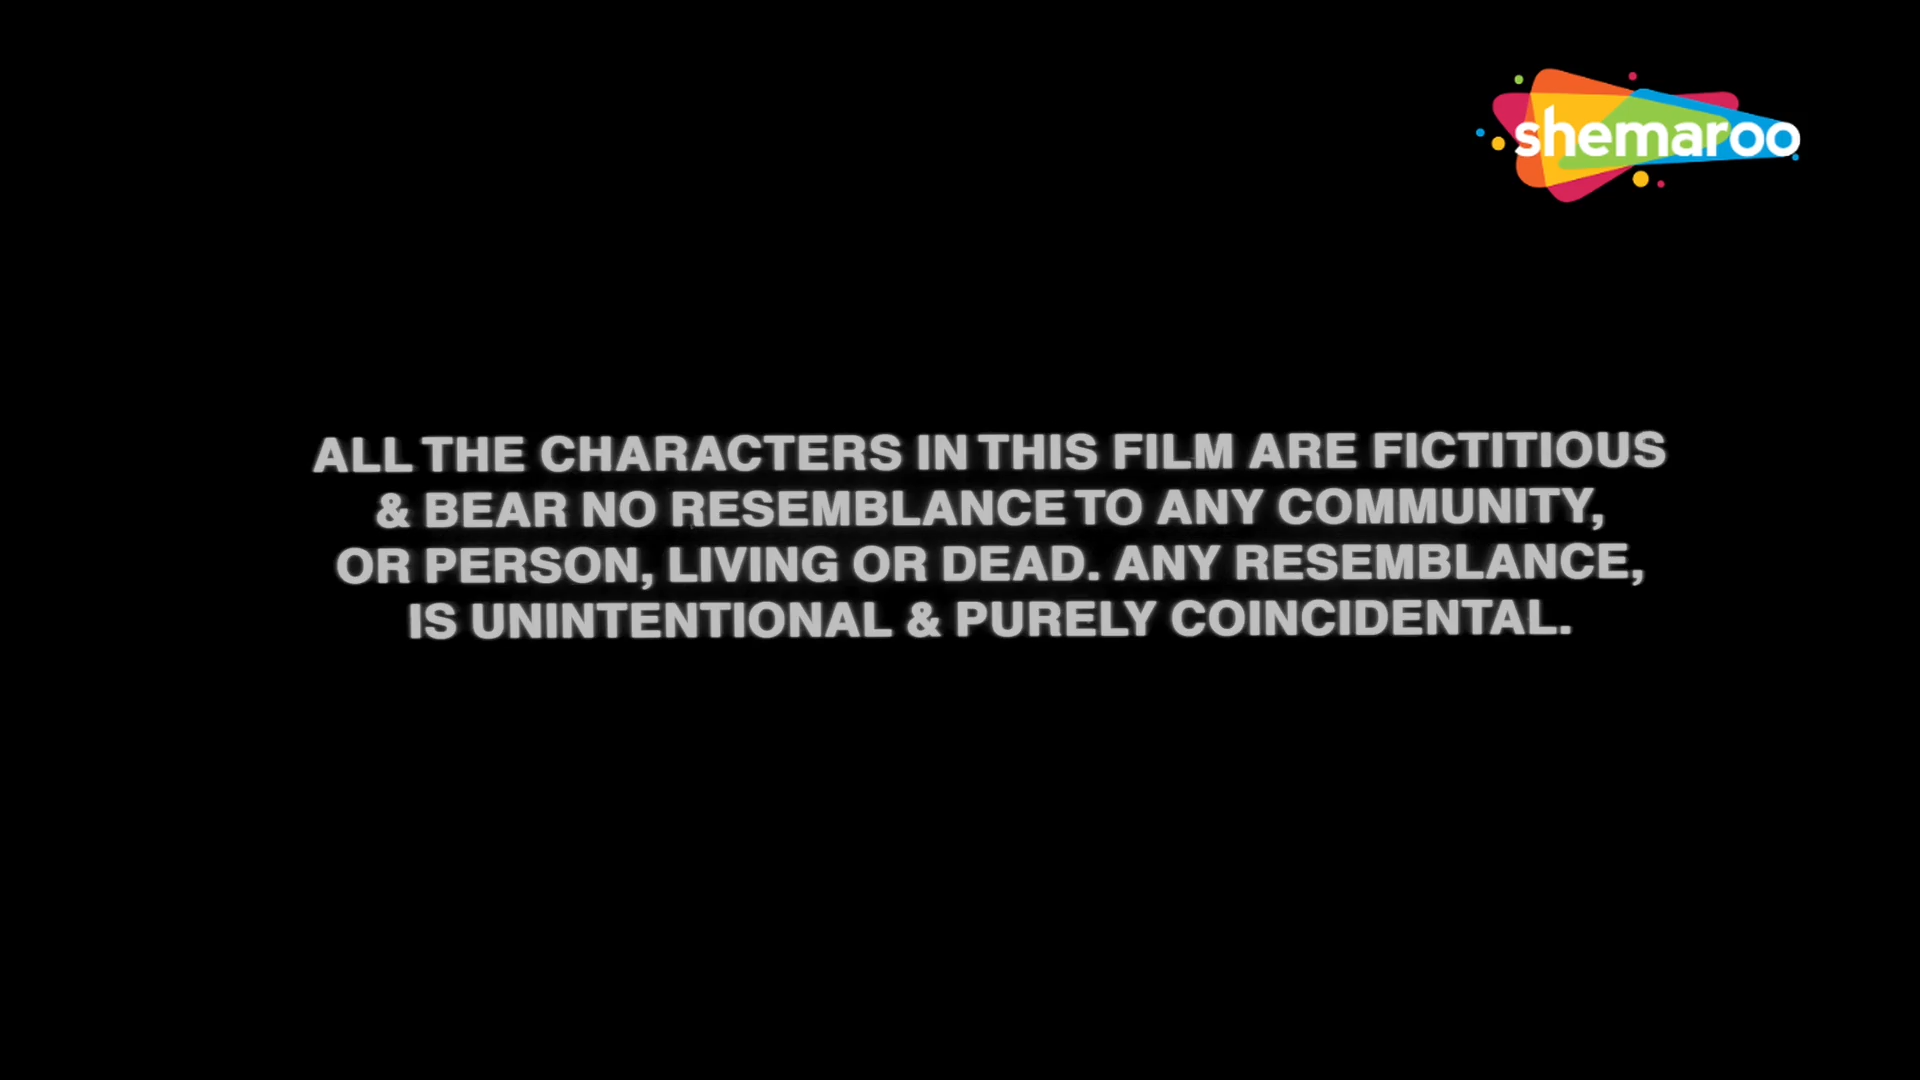 shemaroo
ALL THE CHARACTERS IN THIS FILM ARE FICTITIOUS
& BEAR NO RESEMBLANCE TO ANY COMMUNITY,
OR PERSON, LIVING OR DEAD. ANY RESEMBLANCE,
IS UNINTENTIONAL & PURELY COINCIDENTAL.